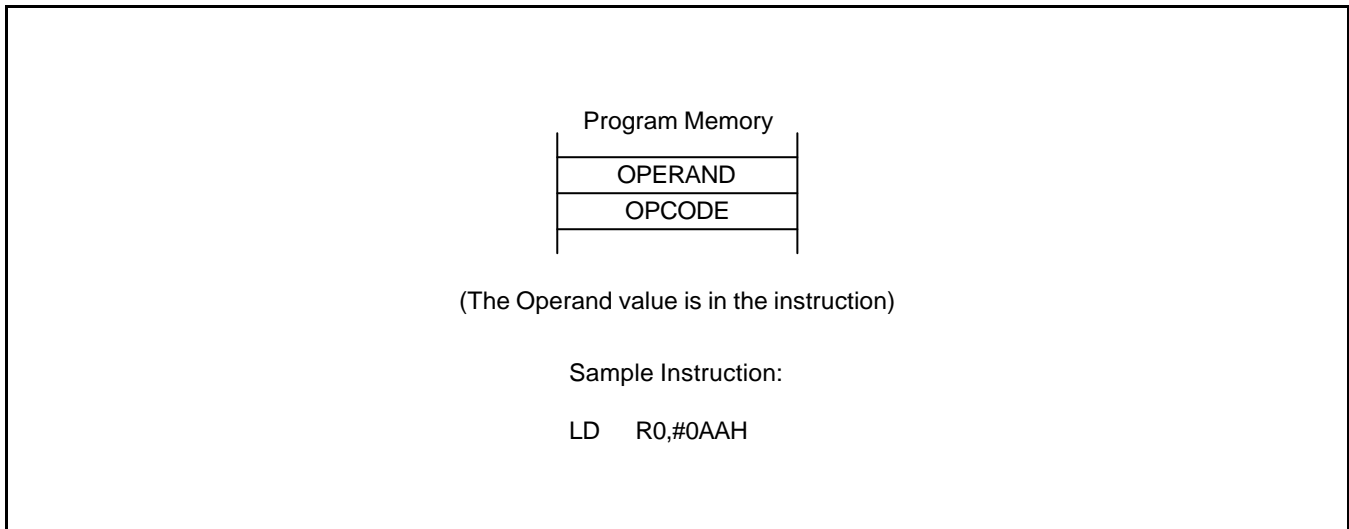 Program Memory
OPERAND
OPCODE
(The Operand value is in the instruction)
Sample Instruction:
LD R0,#0AAH